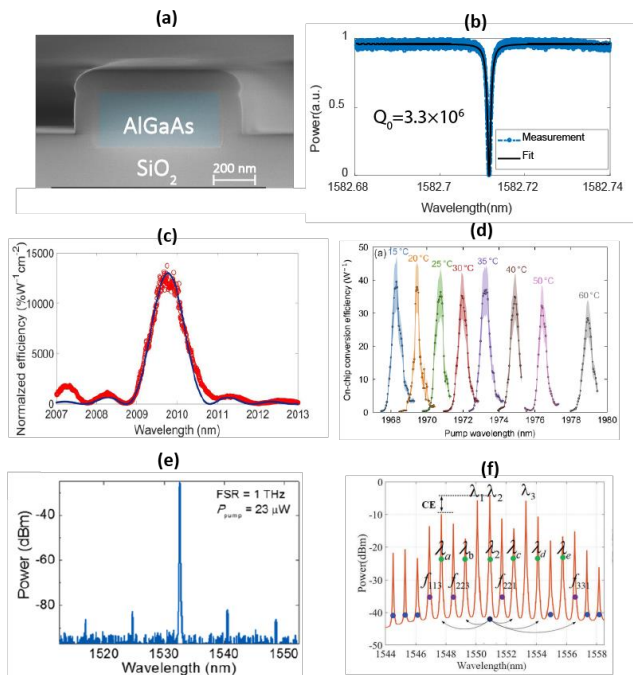 (a)
AlGaAs
SiO2
200 nm
(b)
Power(a.u.)
1
0.5
0
Q0=3.3×10^6
Measurement
Fit
1582.68 1582.7 1582.72 1582.74
Wavelength(nm)
(c)
Normalized efficiency (%W⁻¹cm⁻²)
15000
10000
5000
0
2007 2008 2009 2010 2011 2012 2013
Wavelength (nm)
(d)
(a)
On-chip conversion efficiency (W⁻¹)
50
40
30
20
10
0
15 °C
20 °C
25 °C
30 °C
35 °C
40 °C
50 °C
60 °C
1968 1970 1972 1974 1976 1978 1980
Pump wavelength (nm)
(e)
Power (dBm)
-40
-60
-80
FSR = 1 THz
Ppump = 23 μW
1520 1530 1540 1550
Wavelength (nm)
(f)
Power(dBm)
0
-10
-20
-30
-40
-50
CE
λ1 λ2 λ3
λa λb λ2 λc λd λe
f113 f223 f221 f331
1544 1546 1548 1550 1552 1554 1556 1558
Wavelength(nm)